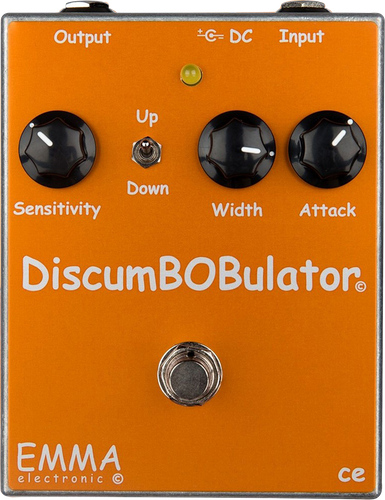 Output
DC
Input
Up
Down
Sensitivity
Width
Attack
DiscumBOBulator©
EMMA
electronic ©
ce